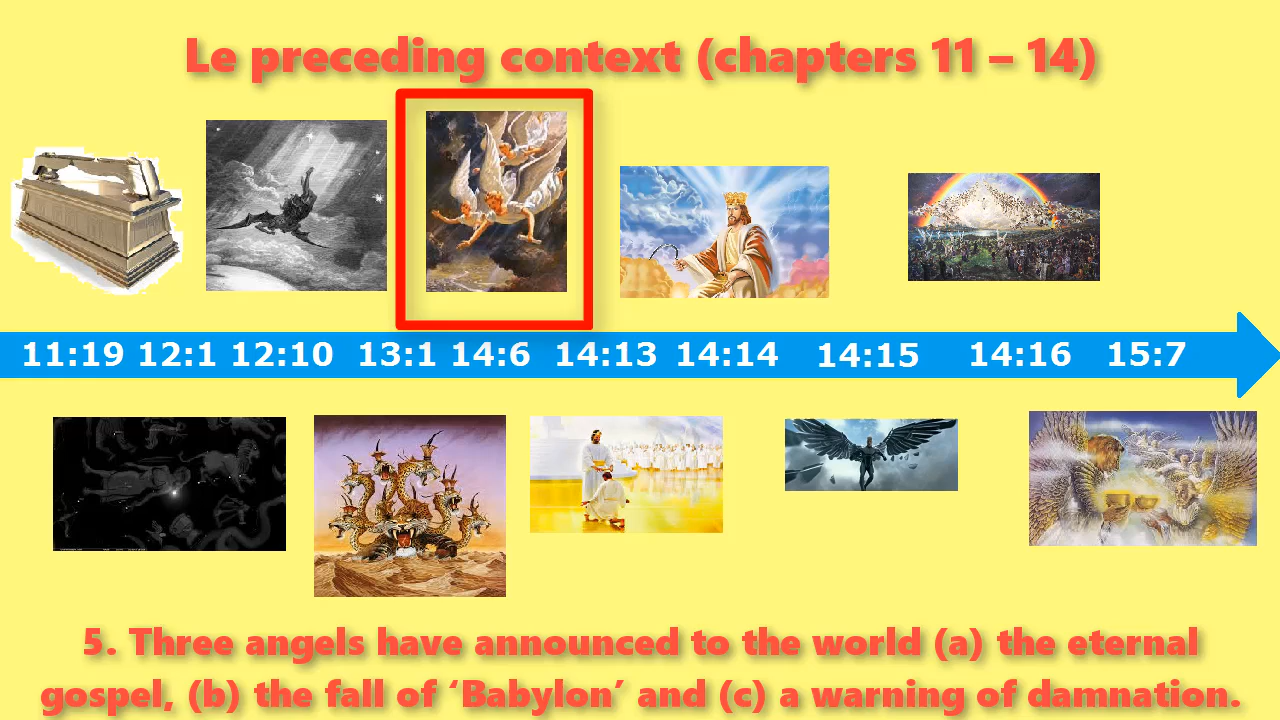 Le preceding context (chapters 11 – 14)
11:19 12:1 12:10 13:1 14:6 14:13 14:14 14:15 14:16 15:7
5. Three angels have announced to the world (a) the eternal
gospel, (b) the fall of ‘Babylon’ and (c) a warning of damnation.